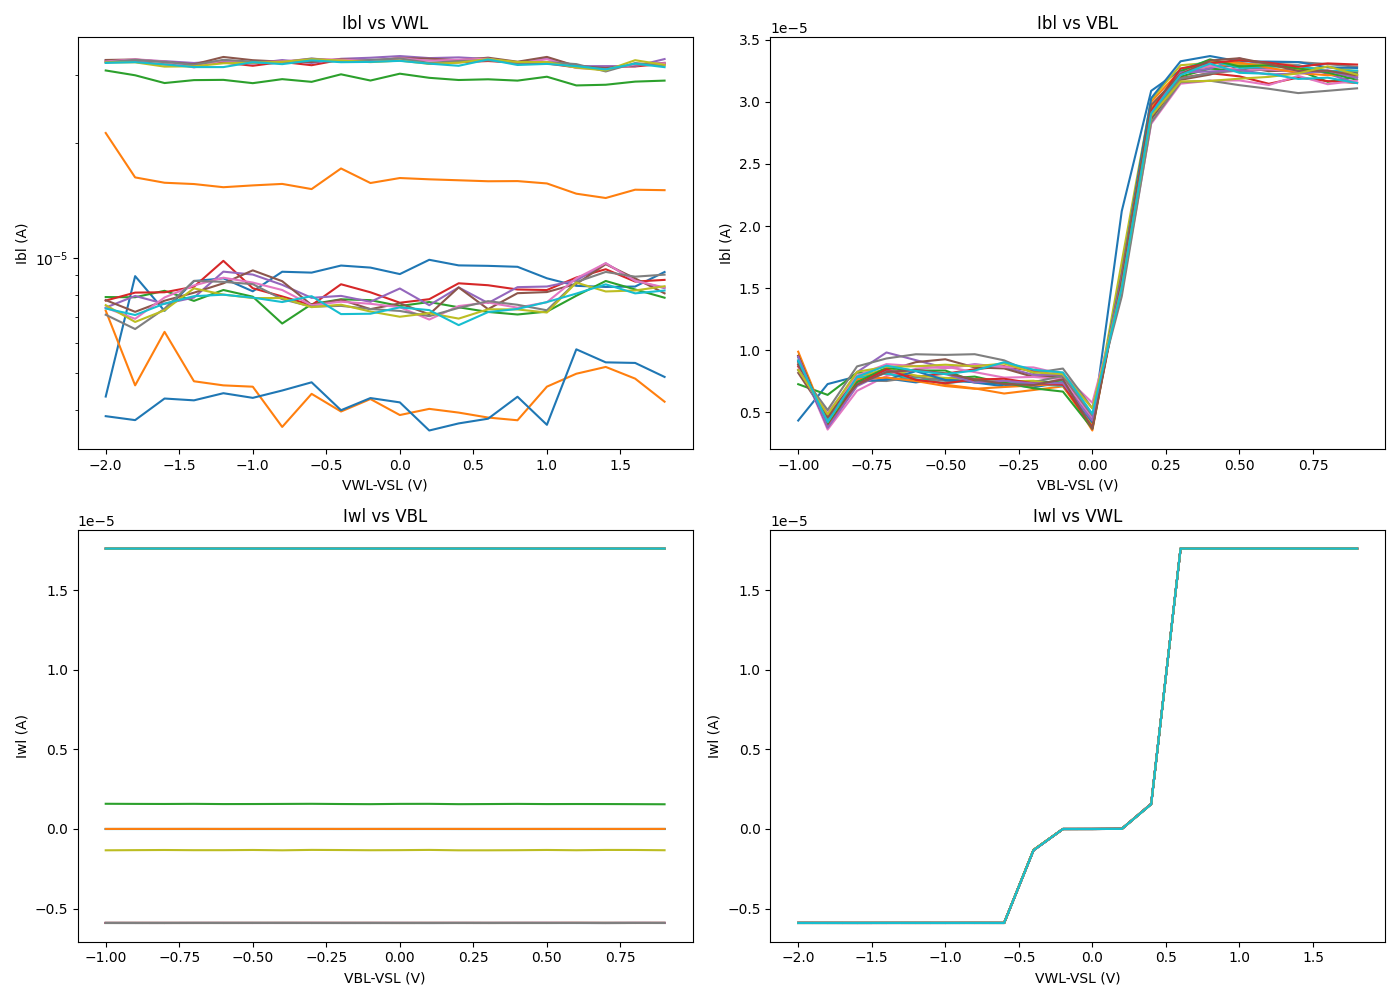 Ibl vs VWL
Ibl (A)
10−5
−2.0 −1.5 −1.0 −0.5 0.0 0.5 1.0 1.5
VWL-VSL (V)
Ibl vs VBL
1e−5
Ibl (A)
3.5
3.0
2.5
2.0
1.5
1.0
0.5
−1.00 −0.75 −0.50 −0.25 0.00 0.25 0.50 0.75
VBL-VSL (V)
Iwl vs VBL
1e−5
Iwl (A)
1.5
1.0
0.5
0.0
−0.5
−1.00 −0.75 −0.50 −0.25 0.00 0.25 0.50 0.75
VBL-VSL (V)
Iwl vs VWL
1e−5
Iwl (A)
1.5
1.0
0.5
0.0
−0.5
−2.0 −1.5 −1.0 −0.5 0.0 0.5 1.0 1.5
VWL-VSL (V)